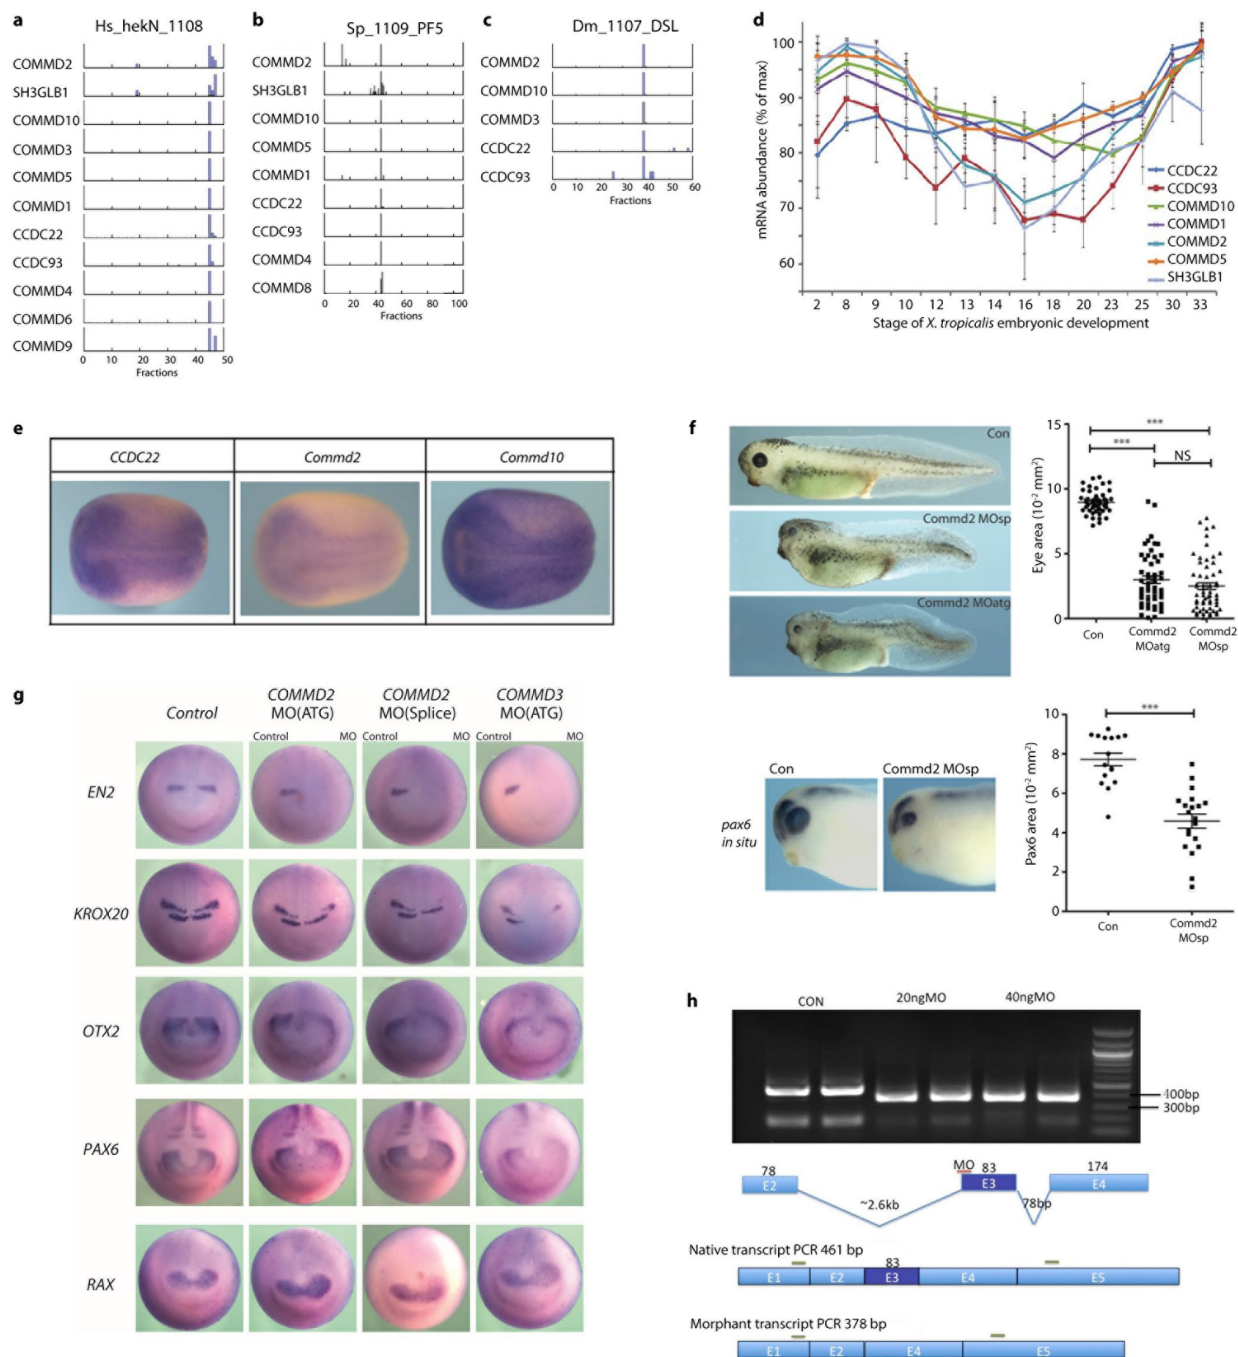 a
Hs_hekN_1108
COMMD2
SH3GLB1
COMMD10
COMMD3
COMMD5
COMMD1
CCDC22
CCDC93
COMMD4
COMMD6
COMMD9
0 10 20 30 40 50
Fractions
b
Sp_1109_PF5
COMMD2
SH3GLB1
COMMD10
COMMD5
COMMD1
CCDC22
CCDC93
COMMD4
COMMD8
0 20 40 60 80 100
Fractions
c
Dm_1107_DSL
COMMD2
COMMD10
COMMD3
CCDC22
CCDC93
0 10 20 30 40 50 60
Fractions
d
mRNA abundance (% of max)
100
90
80
70
60
CCDC22
CCDC93
COMMD10
COMMD1
COMMD2
COMMD5
SH3GLB1
2 8 9 10 12 13 14 16 18 20 23 25 30 33
Stage of X. tropicalis embryonic development
e
CCDC22 Commd2 Commd10
f
Con
Commd2 MOsp
Commd2 MOatg
Eye area (10⁻² mm²)
15
10
5
0
***
***
NS
Con Commd2 MOatg Commd2 MOsp
Con Commd2 MOsp
pax6
in situ
Pax6 area (10⁻² mm²)
10
8
6
4
2
0
***
Con Commd2 MOsp
g
Control COMMD2 MO(ATG) COMMD2 MO(Splice) COMMD3 MO(ATG)
Control MO Control MO Control MO
EN2
KROX20
OTX2
PAX6
RAX
h
CON 20ngMO 40ngMO
400bp
300bp
78 MO 83 174
E2 E3 E4
~2.6kb 78bp
Native transcript PCR 461 bp
83
E1 E2 E3 E4 E5
Morphant transcript PCR 378 bp
E1 E2 E4 E5